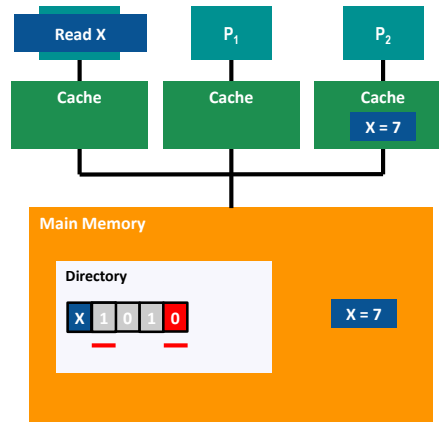 Read X
P₁
P₂
Cache
Cache
Cache
X = 7
Main Memory
Directory
X 1 0 1 0
X = 7